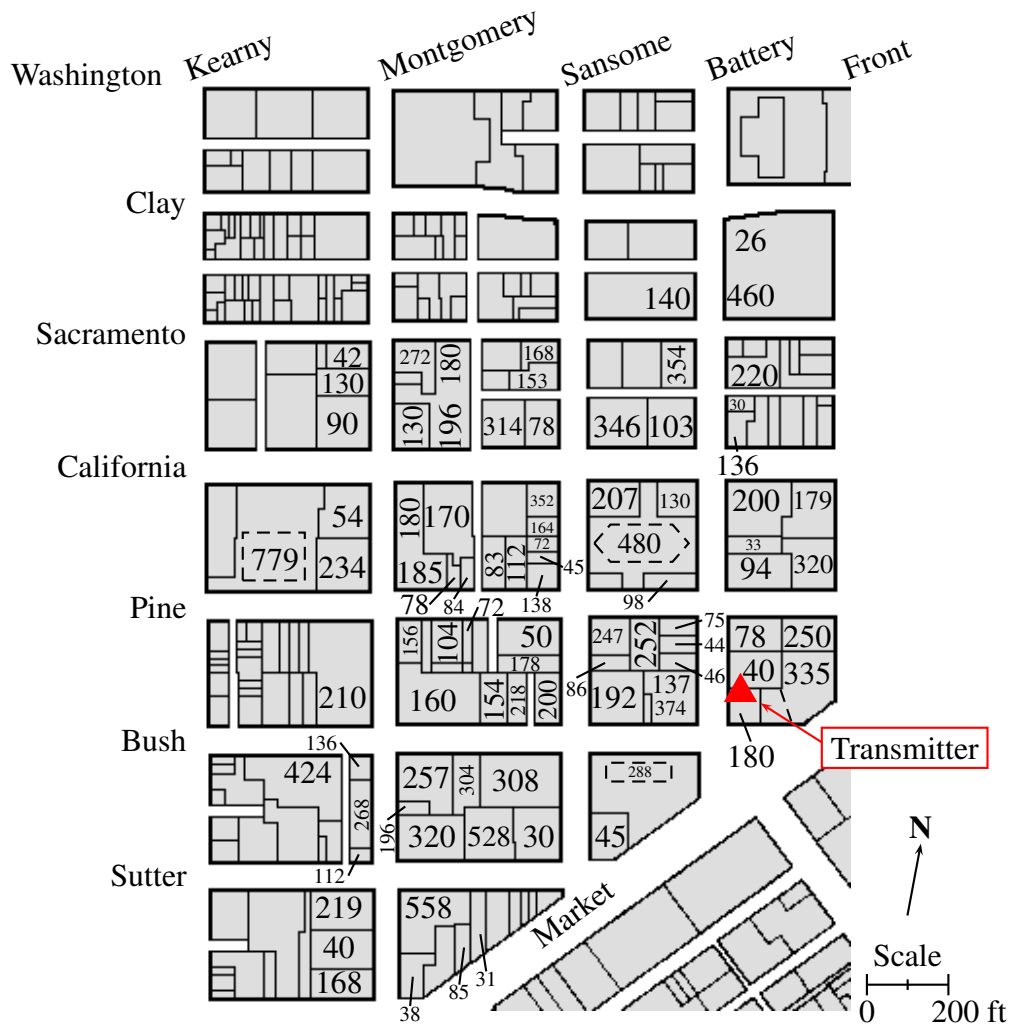 Kearny Montgomery Sansome Battery Front
Washington
Clay
26
140 460
Sacramento
42 272 180 168 354 220
130 153
90 130 196 314 78 346 103 30
136
California
54 180 170 352 207 130 200 179
164
779 234 185 83 112 72 480 33
45 94 320
78 84 138 98
Pine
72
156 104 50 247 252 75 78 250
178 44
86 46 40 335
210 160 154 218 200 192 137
374
180
Bush
Transmitter
136
424 257 304 308 288
268
196 320 528 30 45
112
N
Sutter
219 558 Market
40
168 85 31
38
Scale
0 200 ft